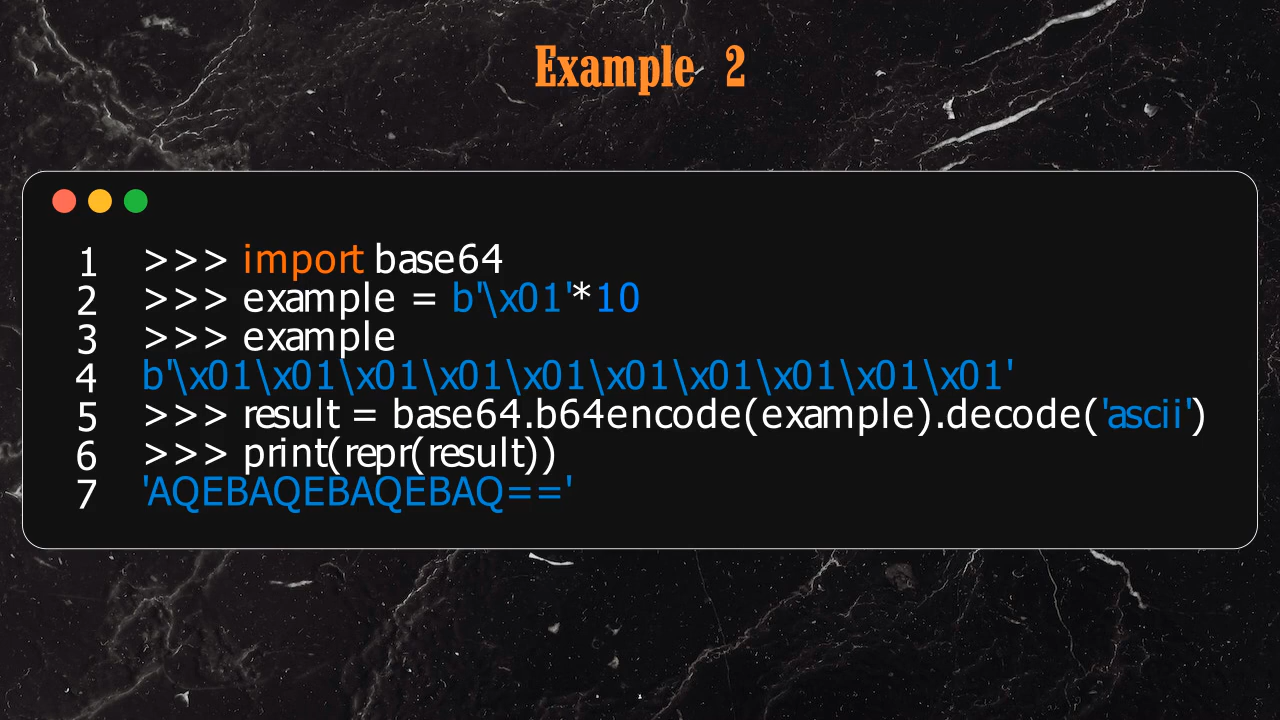 Example 2
1 >>> import base64
2 >>> example = b'\x01'*10
3 >>> example
4 b'\x01\x01\x01\x01\x01\x01\x01\x01\x01\x01'
5 >>> result = base64.b64encode(example).decode('ascii')
6 >>> print(repr(result))
7 'AQEBAQEBAQEBAQ=='